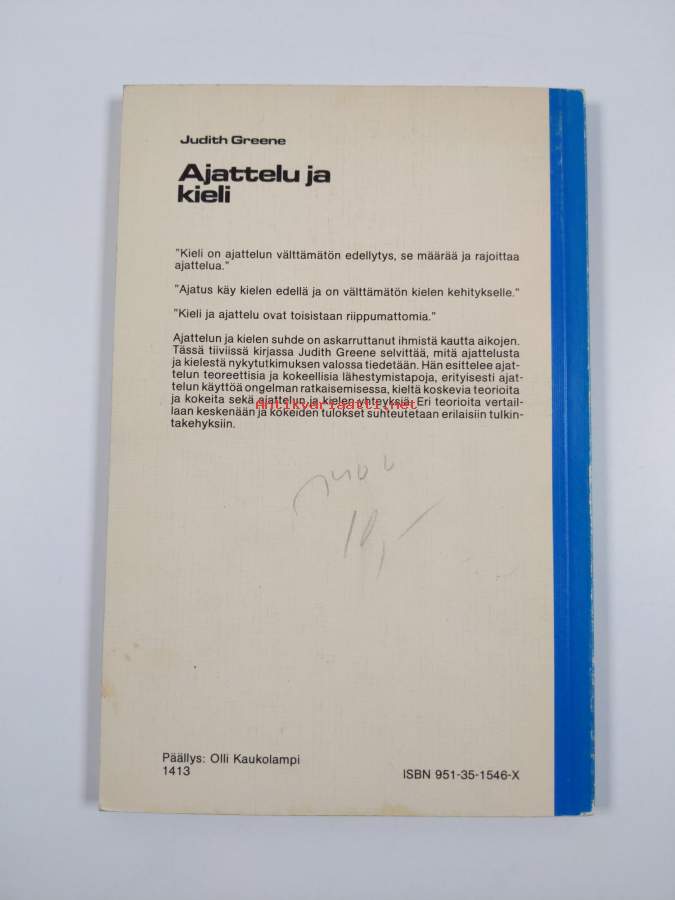 Judith Greene
Ajattelu ja
kieli
"Kieli on ajattelun välttämätön edellytys, se määrää ja rajoittaa
ajattelua."
"Ajatus käy kielen edellä ja on välttämätön kielen kehitykselle."
"Kieli ja ajattelu ovat toisistaan riippumattomia."
Ajattelun ja kielen suhde on askarruttanut ihmistä kautta aikojen.
Tässä tiiviissä kirjassa Judith Greene selvittää, mitä ajattelusta
ja kielestä nykytutkimuksen valossa tiedetään. Hän esittelee ajat-
telun teoreettisia ja kokeellisia lähestymistapoja, erityisesti ajat-
telun käyttöä ongelman ratkaisemisessa, kieltä koskevia teorioita
ja kokeita sekä ajattelun ja kielen yhteyksiä. Eri teorioita vertail-
Antikvariaatti.net
laan keskenään ja kokeiden tulokset suhteutetaan erilaisiin tulkin-
takehyksiin.
10,-
Päällys: Olli Kaukolampi
1413
ISBN 951-35-1546-X